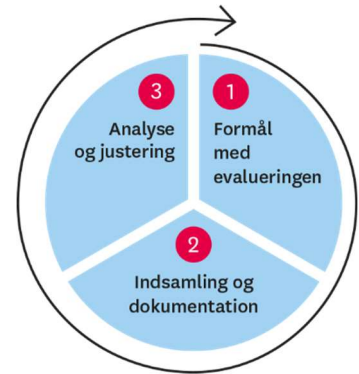 1
Formål
med
evalueringen
2
Indsamling og
dokumentation
3
Analyse
og justering